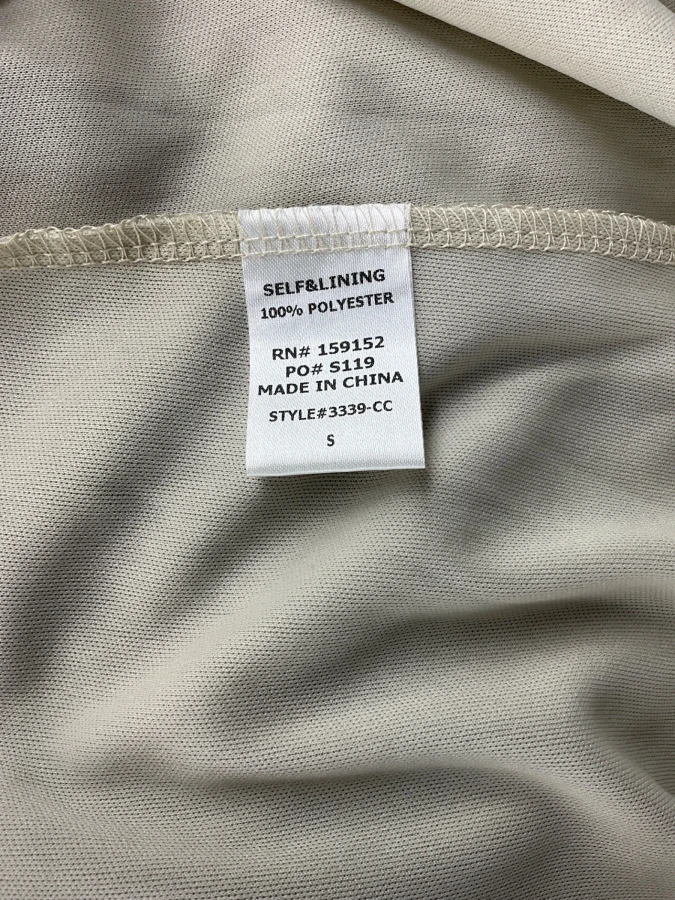 SELF&LINING
100% POLYESTER
RN# 159152
PO# S119
MADE IN CHINA
STYLE#3339-CC
S